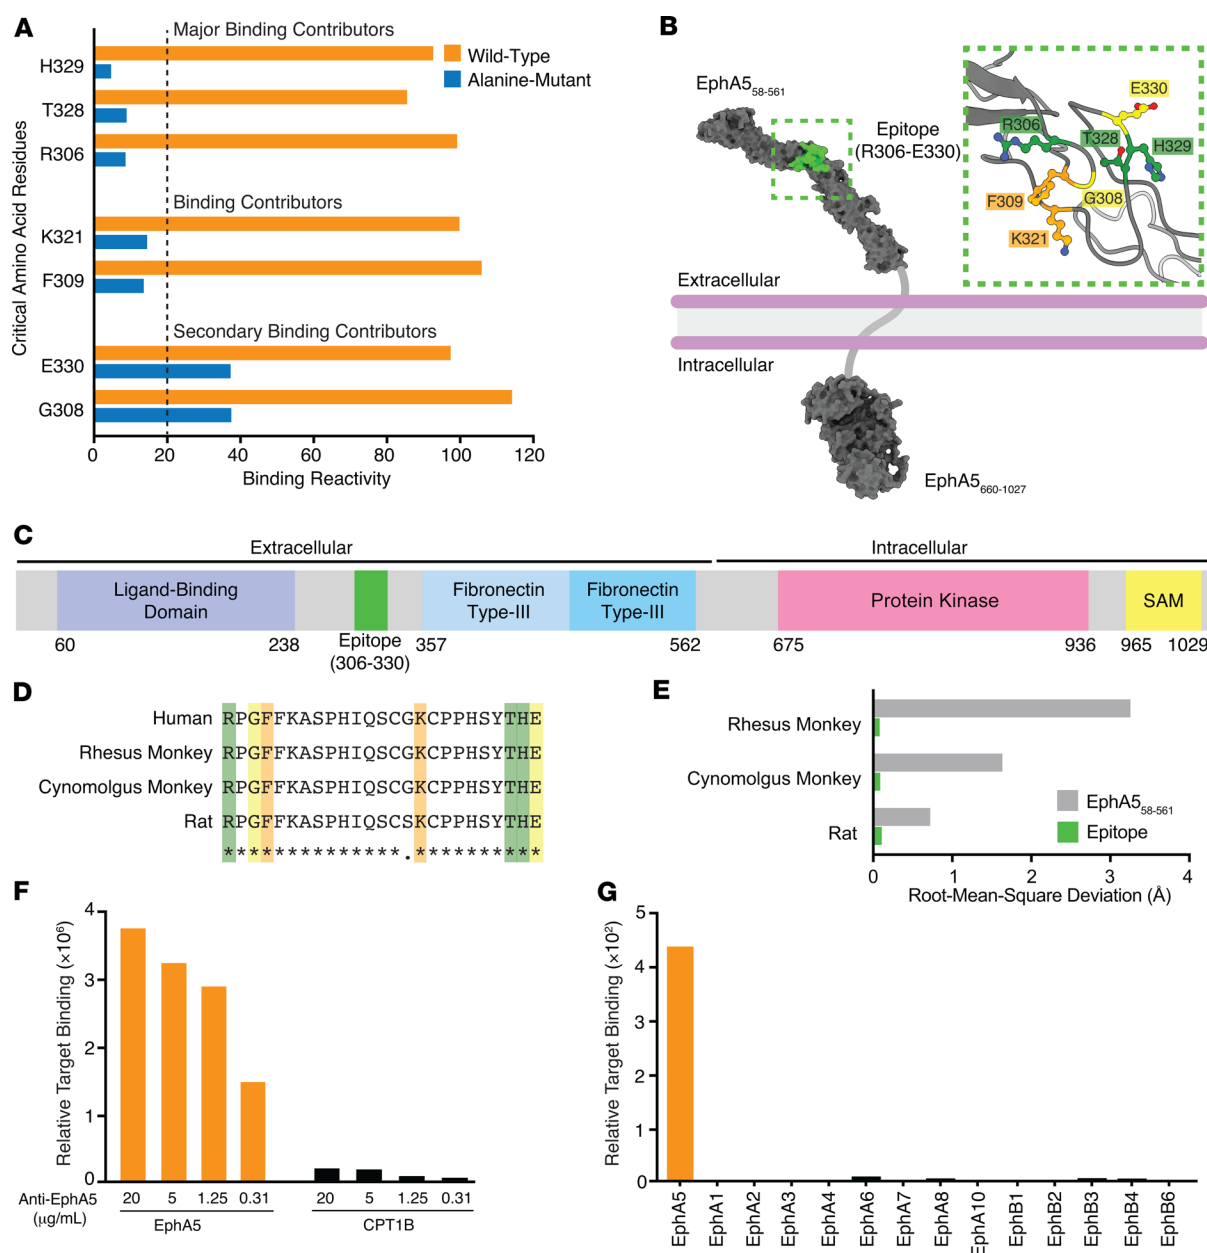 A
Major Binding Contributors
Wild-Type
Alanine-Mutant
H329
T328
R306
Binding Contributors
K321
F309
Secondary Binding Contributors
E330
G308
Critical Amino Acid Residues
0 20 40 60 80 100 120
Binding Reactivity
B
EphA5₅₈₋₅₆₁
Epitope
(R306-E330)
E330
R306
T328
H329
F309
G308
K321
Extracellular
Intracellular
EphA5₆₆₀₋₁₀₂₇
C
Extracellular
Intracellular
Ligand-Binding
Domain
Fibronectin
Type-III
Fibronectin
Type-III
Protein Kinase
SAM
60 238 Epitope 357 562 675 936 965 1029
(306-330)
D
Human RPGFFKASPHIQSCGKCPPHSYTHE
Rhesus Monkey RPGFFKASPHIQSCGKCPPHSYTHE
Cynomolgus Monkey RPGFFKASPHIQSCGKCPPHSYTHE
Rat RPGFFKASPHIQSCSKCPPHSYTHE
**************.**********
E
Rhesus Monkey
Cynomolgus Monkey
Rat
EphA5₅₈₋₅₆₁
Epitope
0 1 2 3 4
Root-Mean-Square Deviation (Å)
F
Relative Target Binding (×10⁶)
4
3
2
1
0
Anti-EphA5
(µg/mL)
20 5 1.25 0.31 20 5 1.25 0.31
EphA5 CPT1B
G
Relative Target Binding (×10²)
5
4
3
2
1
0
EphA5
EphA1
EphA2
EphA3
EphA4
EphA6
EphA7
EphA8
EphA10
EphB1
EphB2
EphB3
EphB4
EphB6